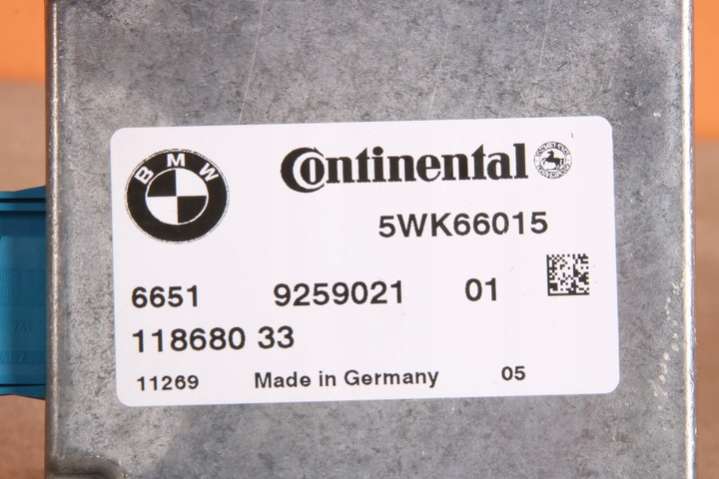 BMW
Continental
5WK66015
6651 9259021 01
118680 33
11269 Made in Germany 05